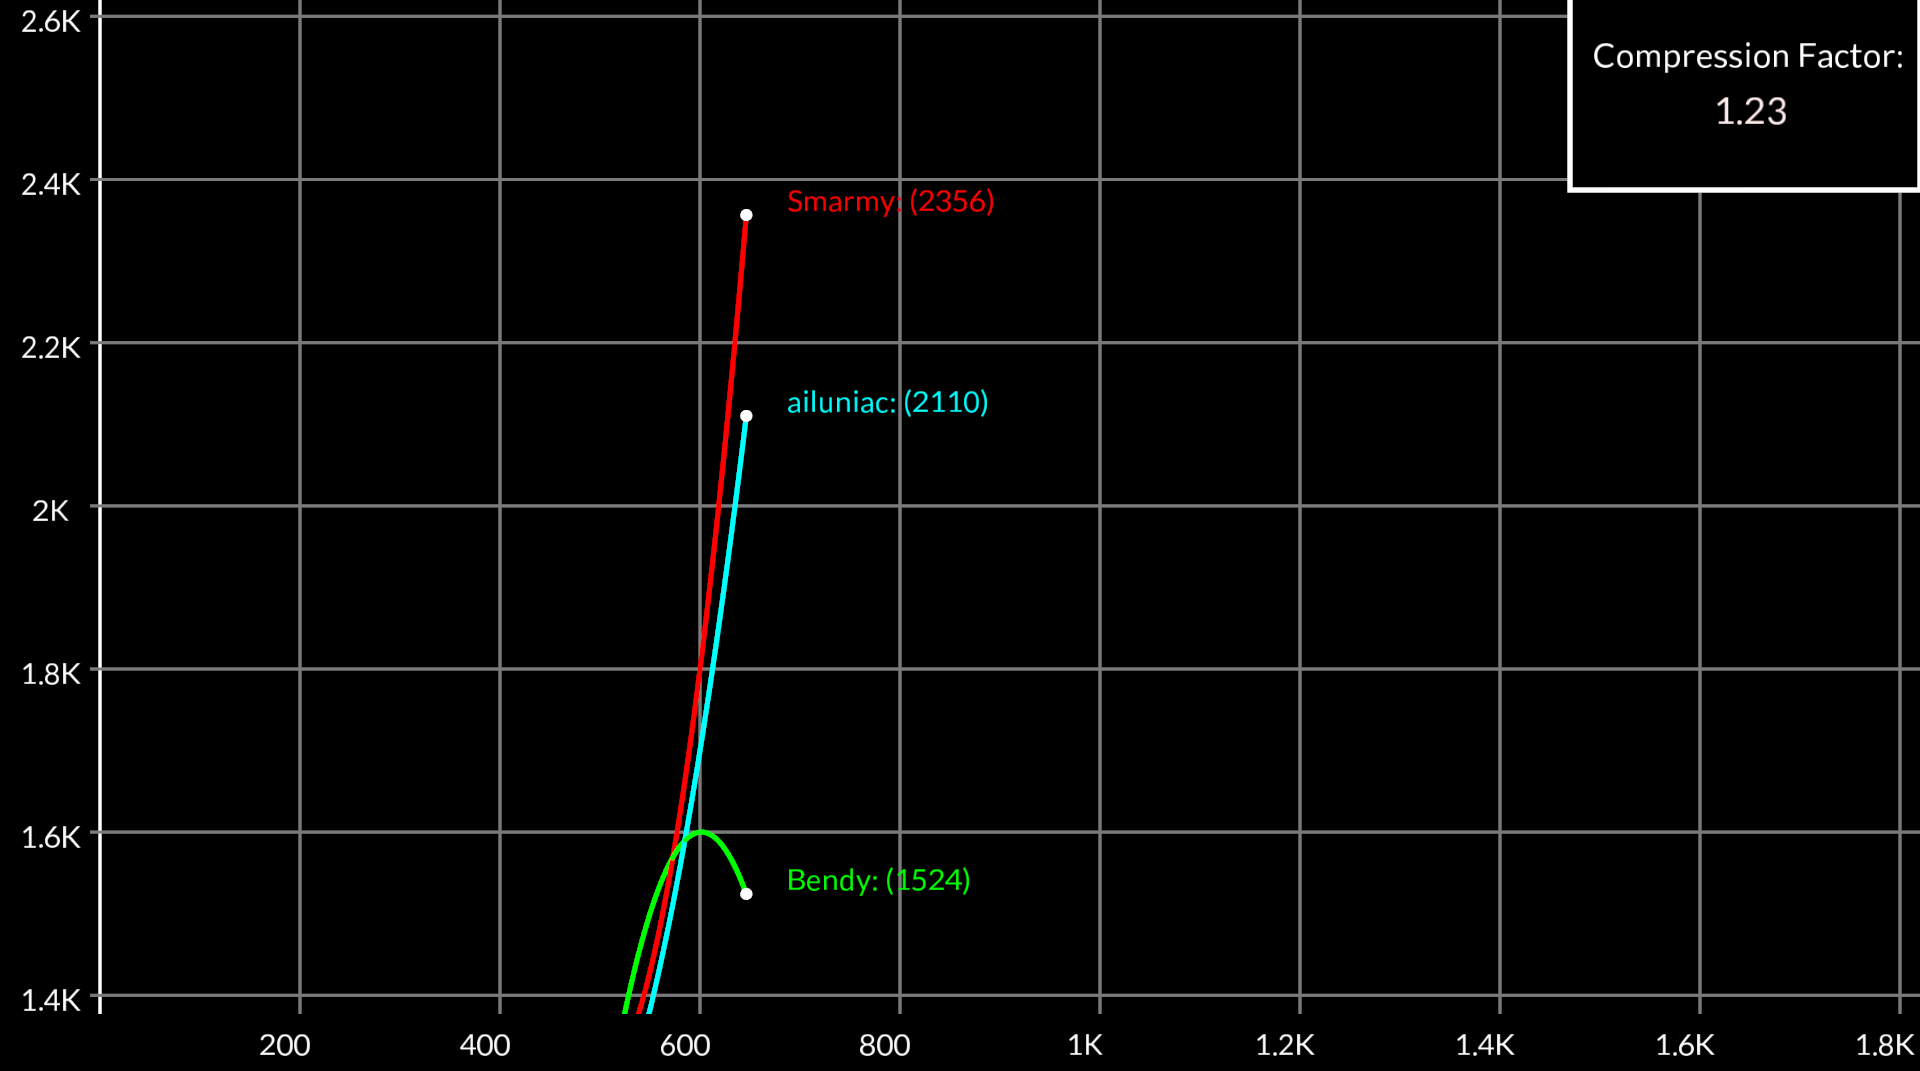 2.6K
Compression Factor:
1.23
2.4K
Smarmy: (2356)
2.2K
ailuniac: (2110)
2K
1.8K
1.6K
Bendy: (1524)
1.4K
200 400 600 800 1K 1.2K 1.4K 1.6K 1.8K